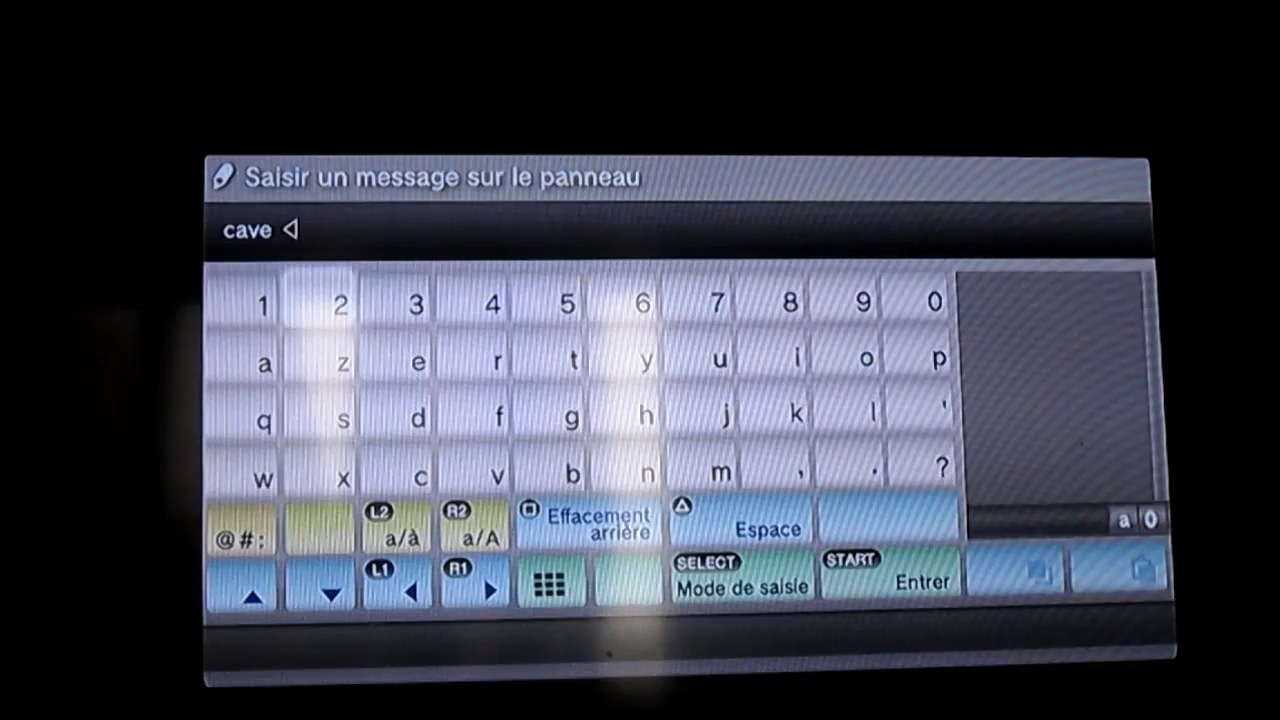 Saisir un message sur le panneau
cave
1 2 3 4 5 6 7 8 9 0
a z e r t y u i o p
q s d f g h j k l '
w x c v b n m , . ?
@#: L2 a/à R2 a/A Effacement arrière Espace a 0
L1 R1 SELECT Mode de saisie START Entrer